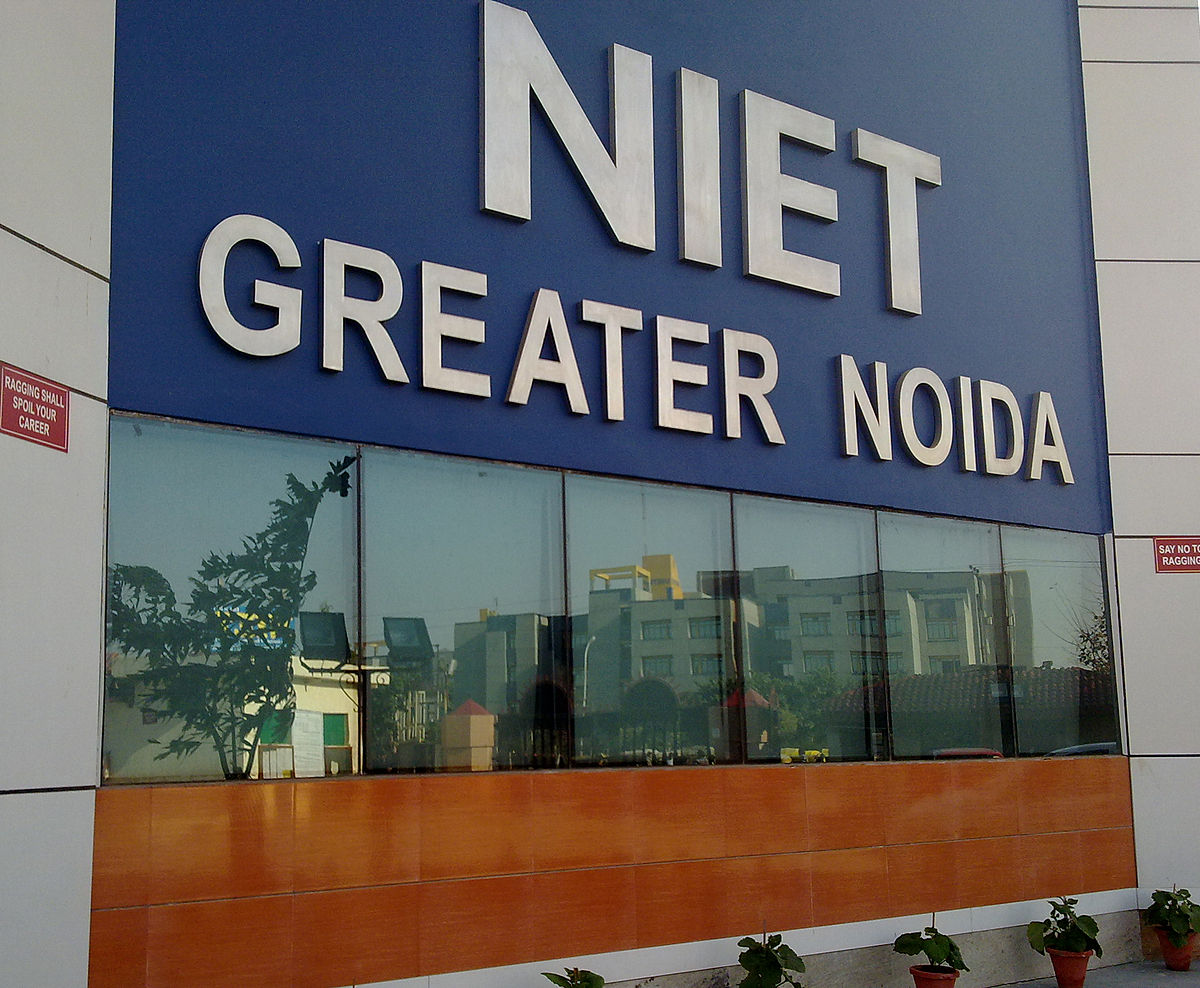 NIET
GREATER NOIDA
RAGGING SHALL
SPOIL YOUR
CAREER
SAY NO TO
RAGGING